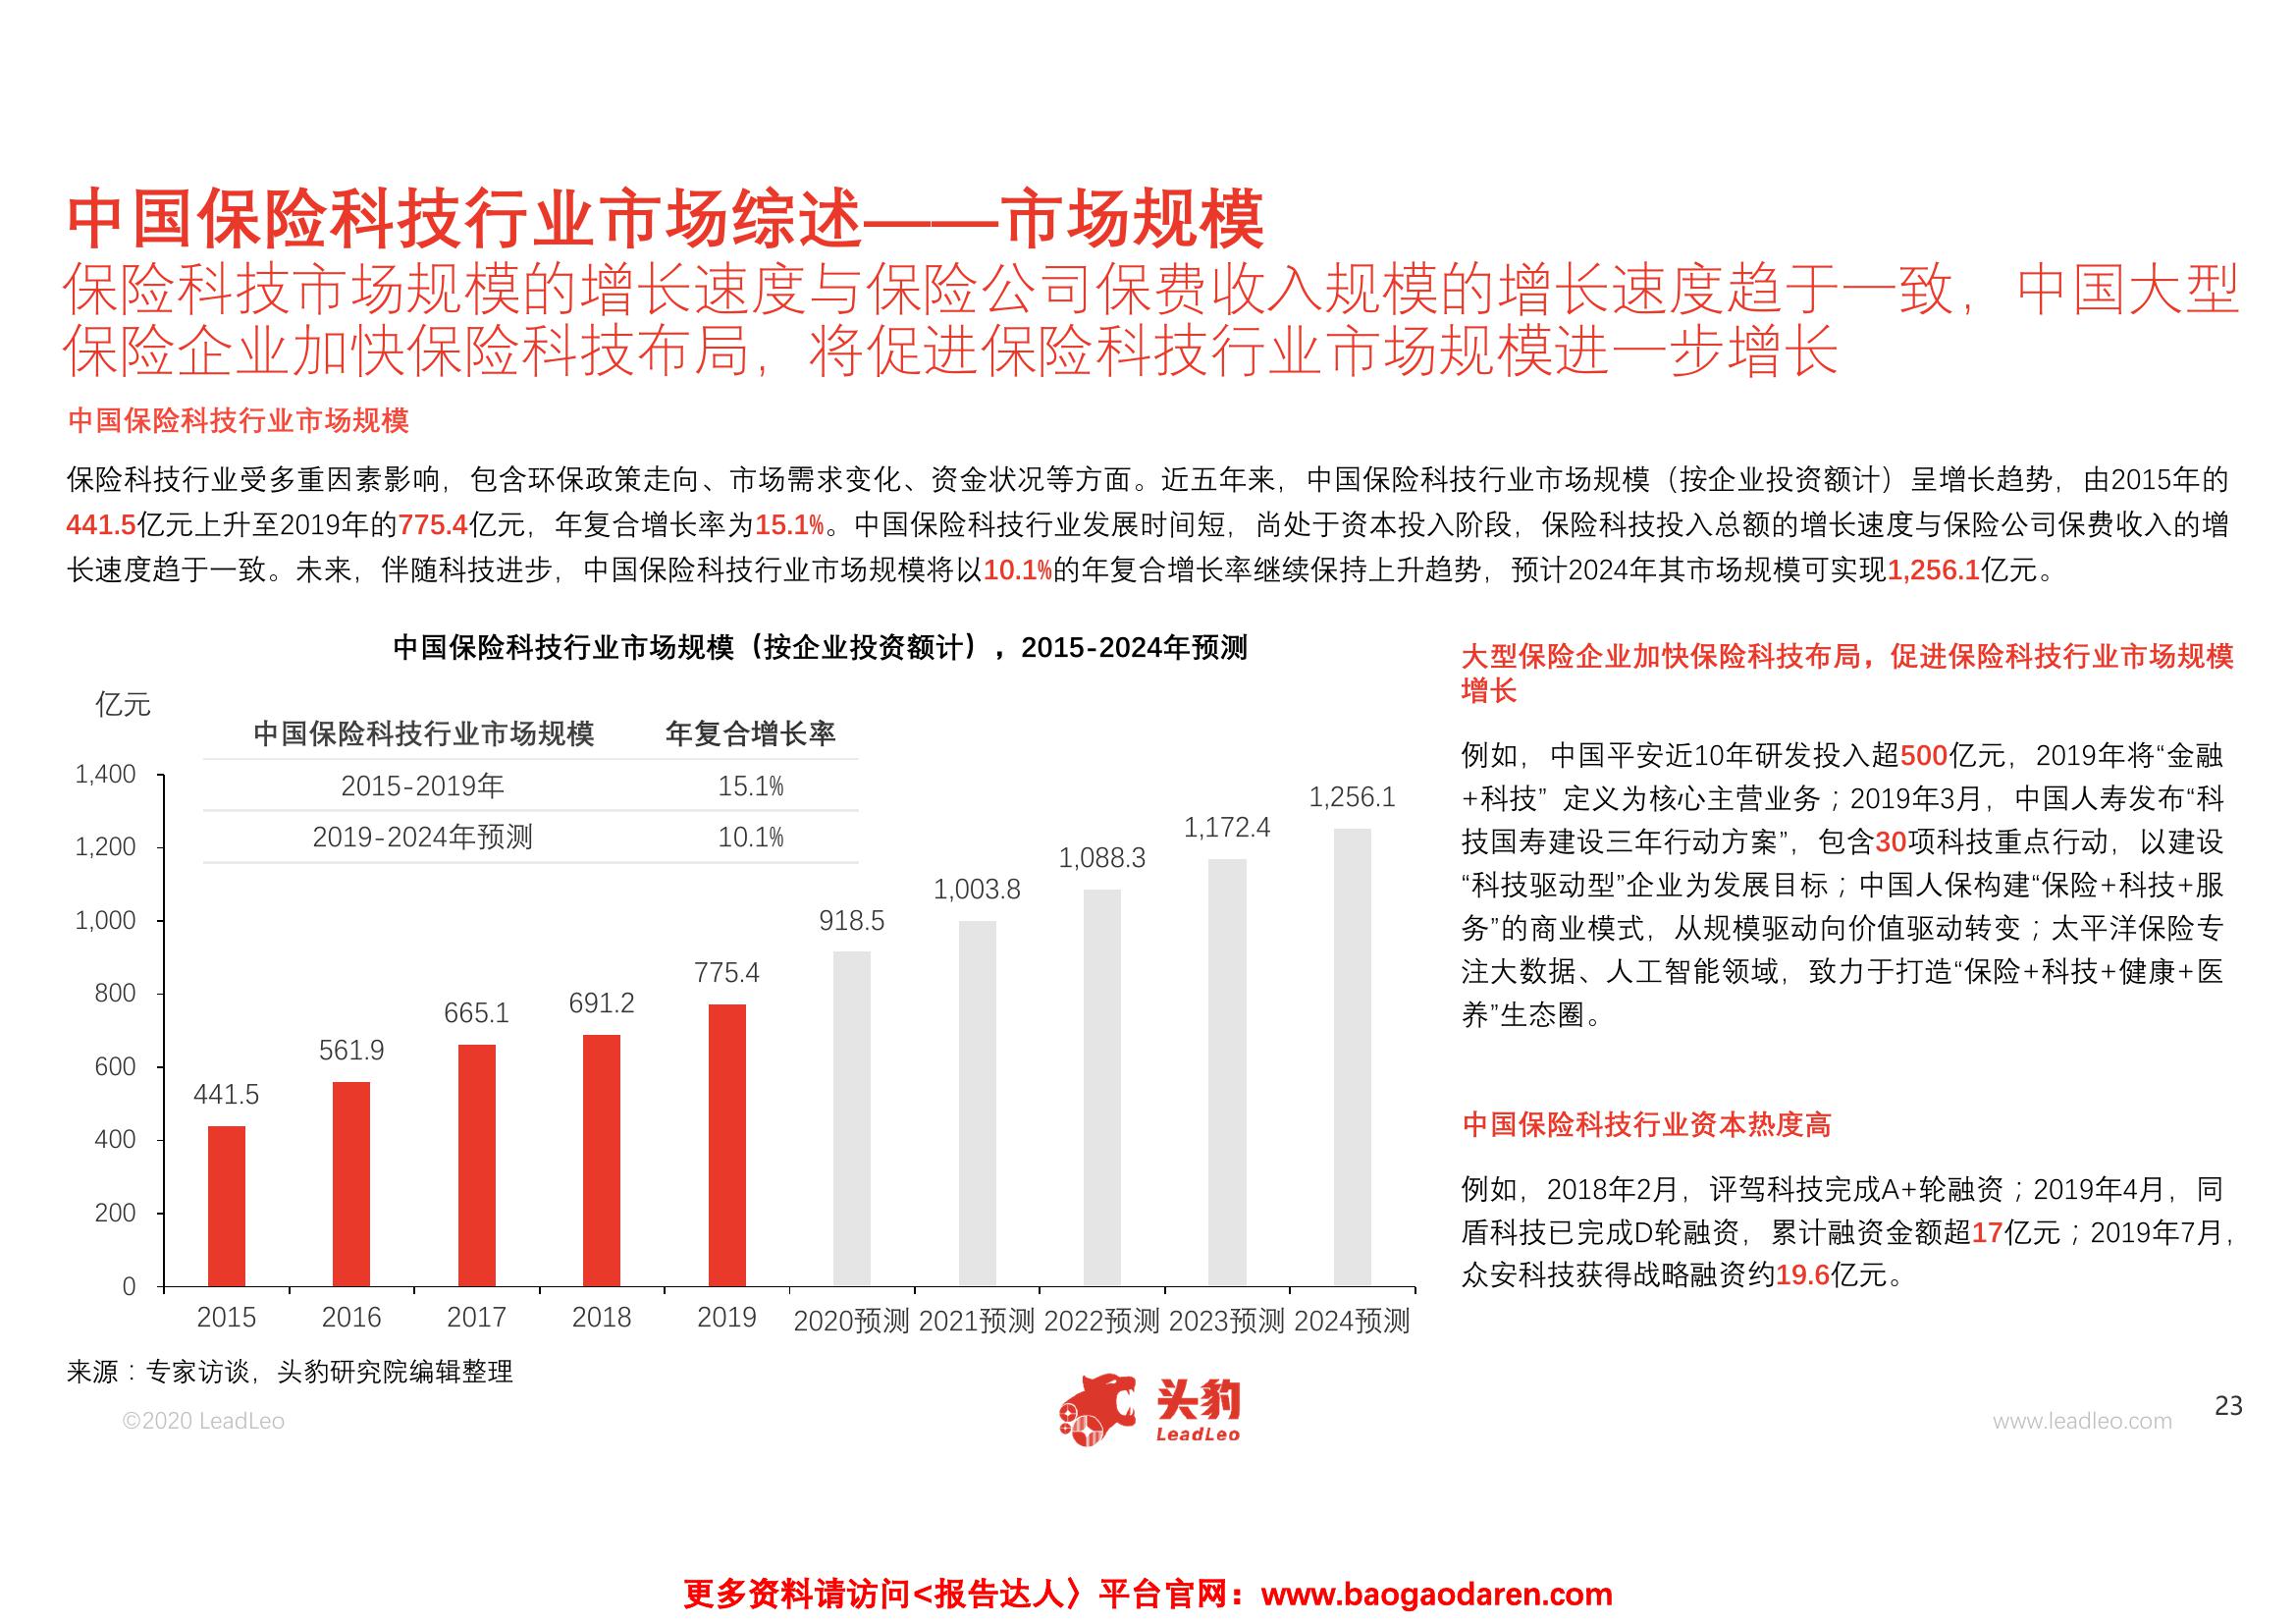 中国保险科技行业市场综述——市场规模
保险科技市场规模的增长速度与保险公司保费收入规模的增长速度趋于一致，中国大型
保险企业加快保险科技布局，将促进保险科技行业市场规模进一步增长
中国保险科技行业市场规模
保险科技行业受多重因素影响，包含环保政策走向、市场需求变化、资金状况等方面。近五年来，中国保险科技行业市场规模（按企业投资额计）呈增长趋势，由2015年的
441.5亿元上升至2019年的775.4亿元，年复合增长率为15.1%。中国保险科技行业发展时间短，尚处于资本投入阶段，保险科技投入总额的增长速度与保险公司保费收入的增
长速度趋于一致。未来，伴随科技进步，中国保险科技行业市场规模将以10.1%的年复合增长率继续保持上升趋势，预计2024年其市场规模可实现1,256.1亿元。
中国保险科技行业市场规模（按企业投资额计），2015-2024年预测
亿元
中国保险科技行业市场规模 年复合增长率
2015-2019年 15.1%
2019-2024年预测 10.1%
1,400
1,200
1,000
800
600
400
200
0
441.5
561.9
665.1
691.2
775.4
918.5
1,003.8
1,088.3
1,172.4
1,256.1
2015 2016 2017 2018 2019 2020预测 2021预测 2022预测 2023预测 2024预测
大型保险企业加快保险科技布局，促进保险科技行业市场规模
增长
例如，中国平安近10年研发投入超500亿元，2019年将“金融
+科技” 定义为核心主营业务；2019年3月，中国人寿发布“科
技国寿建设三年行动方案”，包含30项科技重点行动，以建设
“科技驱动型”企业为发展目标；中国人保构建“保险+科技+服
务”的商业模式，从规模驱动向价值驱动转变；太平洋保险专
注大数据、人工智能领域，致力于打造“保险+科技+健康+医
养”生态圈。
中国保险科技行业资本热度高
例如，2018年2月，评驾科技完成A+轮融资；2019年4月，同
盾科技已完成D轮融资，累计融资金额超17亿元；2019年7月，
众安科技获得战略融资约19.6亿元。
来源：专家访谈，头豹研究院编辑整理
©2020 LeadLeo
头豹
LeadLeo
www.leadleo.com
23
更多资料请访问<报告达人〉平台官网：www.baogaodaren.com